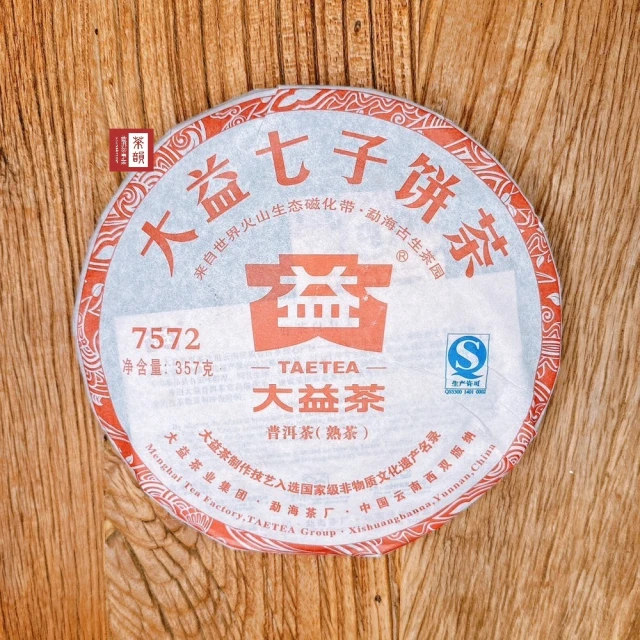 茶韻
大益七子饼茶
来自世界火山生态磁化带·勐海古生茶园
®
益
7572
净含量:357克
TAETEA
大益茶
普洱茶(熟茶)
生产许可
大益茶制作技艺入选国家级非物质文化遗产名录
大益茶业集团·勐海茶厂·中国云南西双版纳
Menghai Tea Factory, TAETEA Group · Xishuangbanna, Yunnan, China